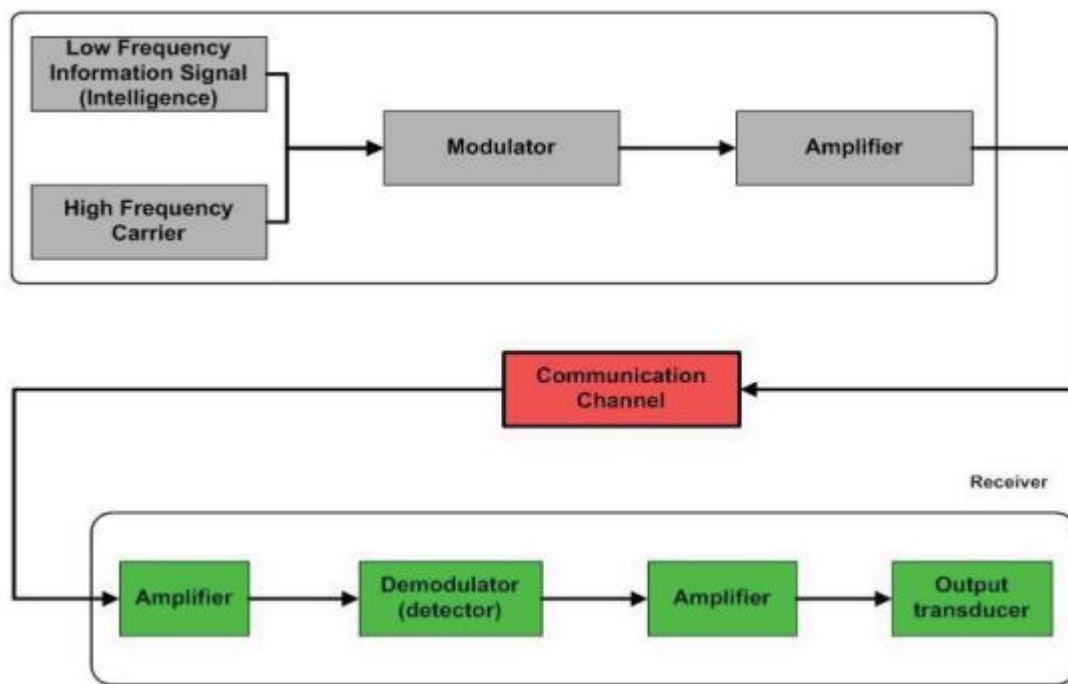 Low Frequency
Information Signal
(Intelligence)
Modulator
Amplifier
High Frequency
Carrier
Communication
Channel
Receiver
Amplifier
Demodulator
(detector)
Amplifier
Output
transducer